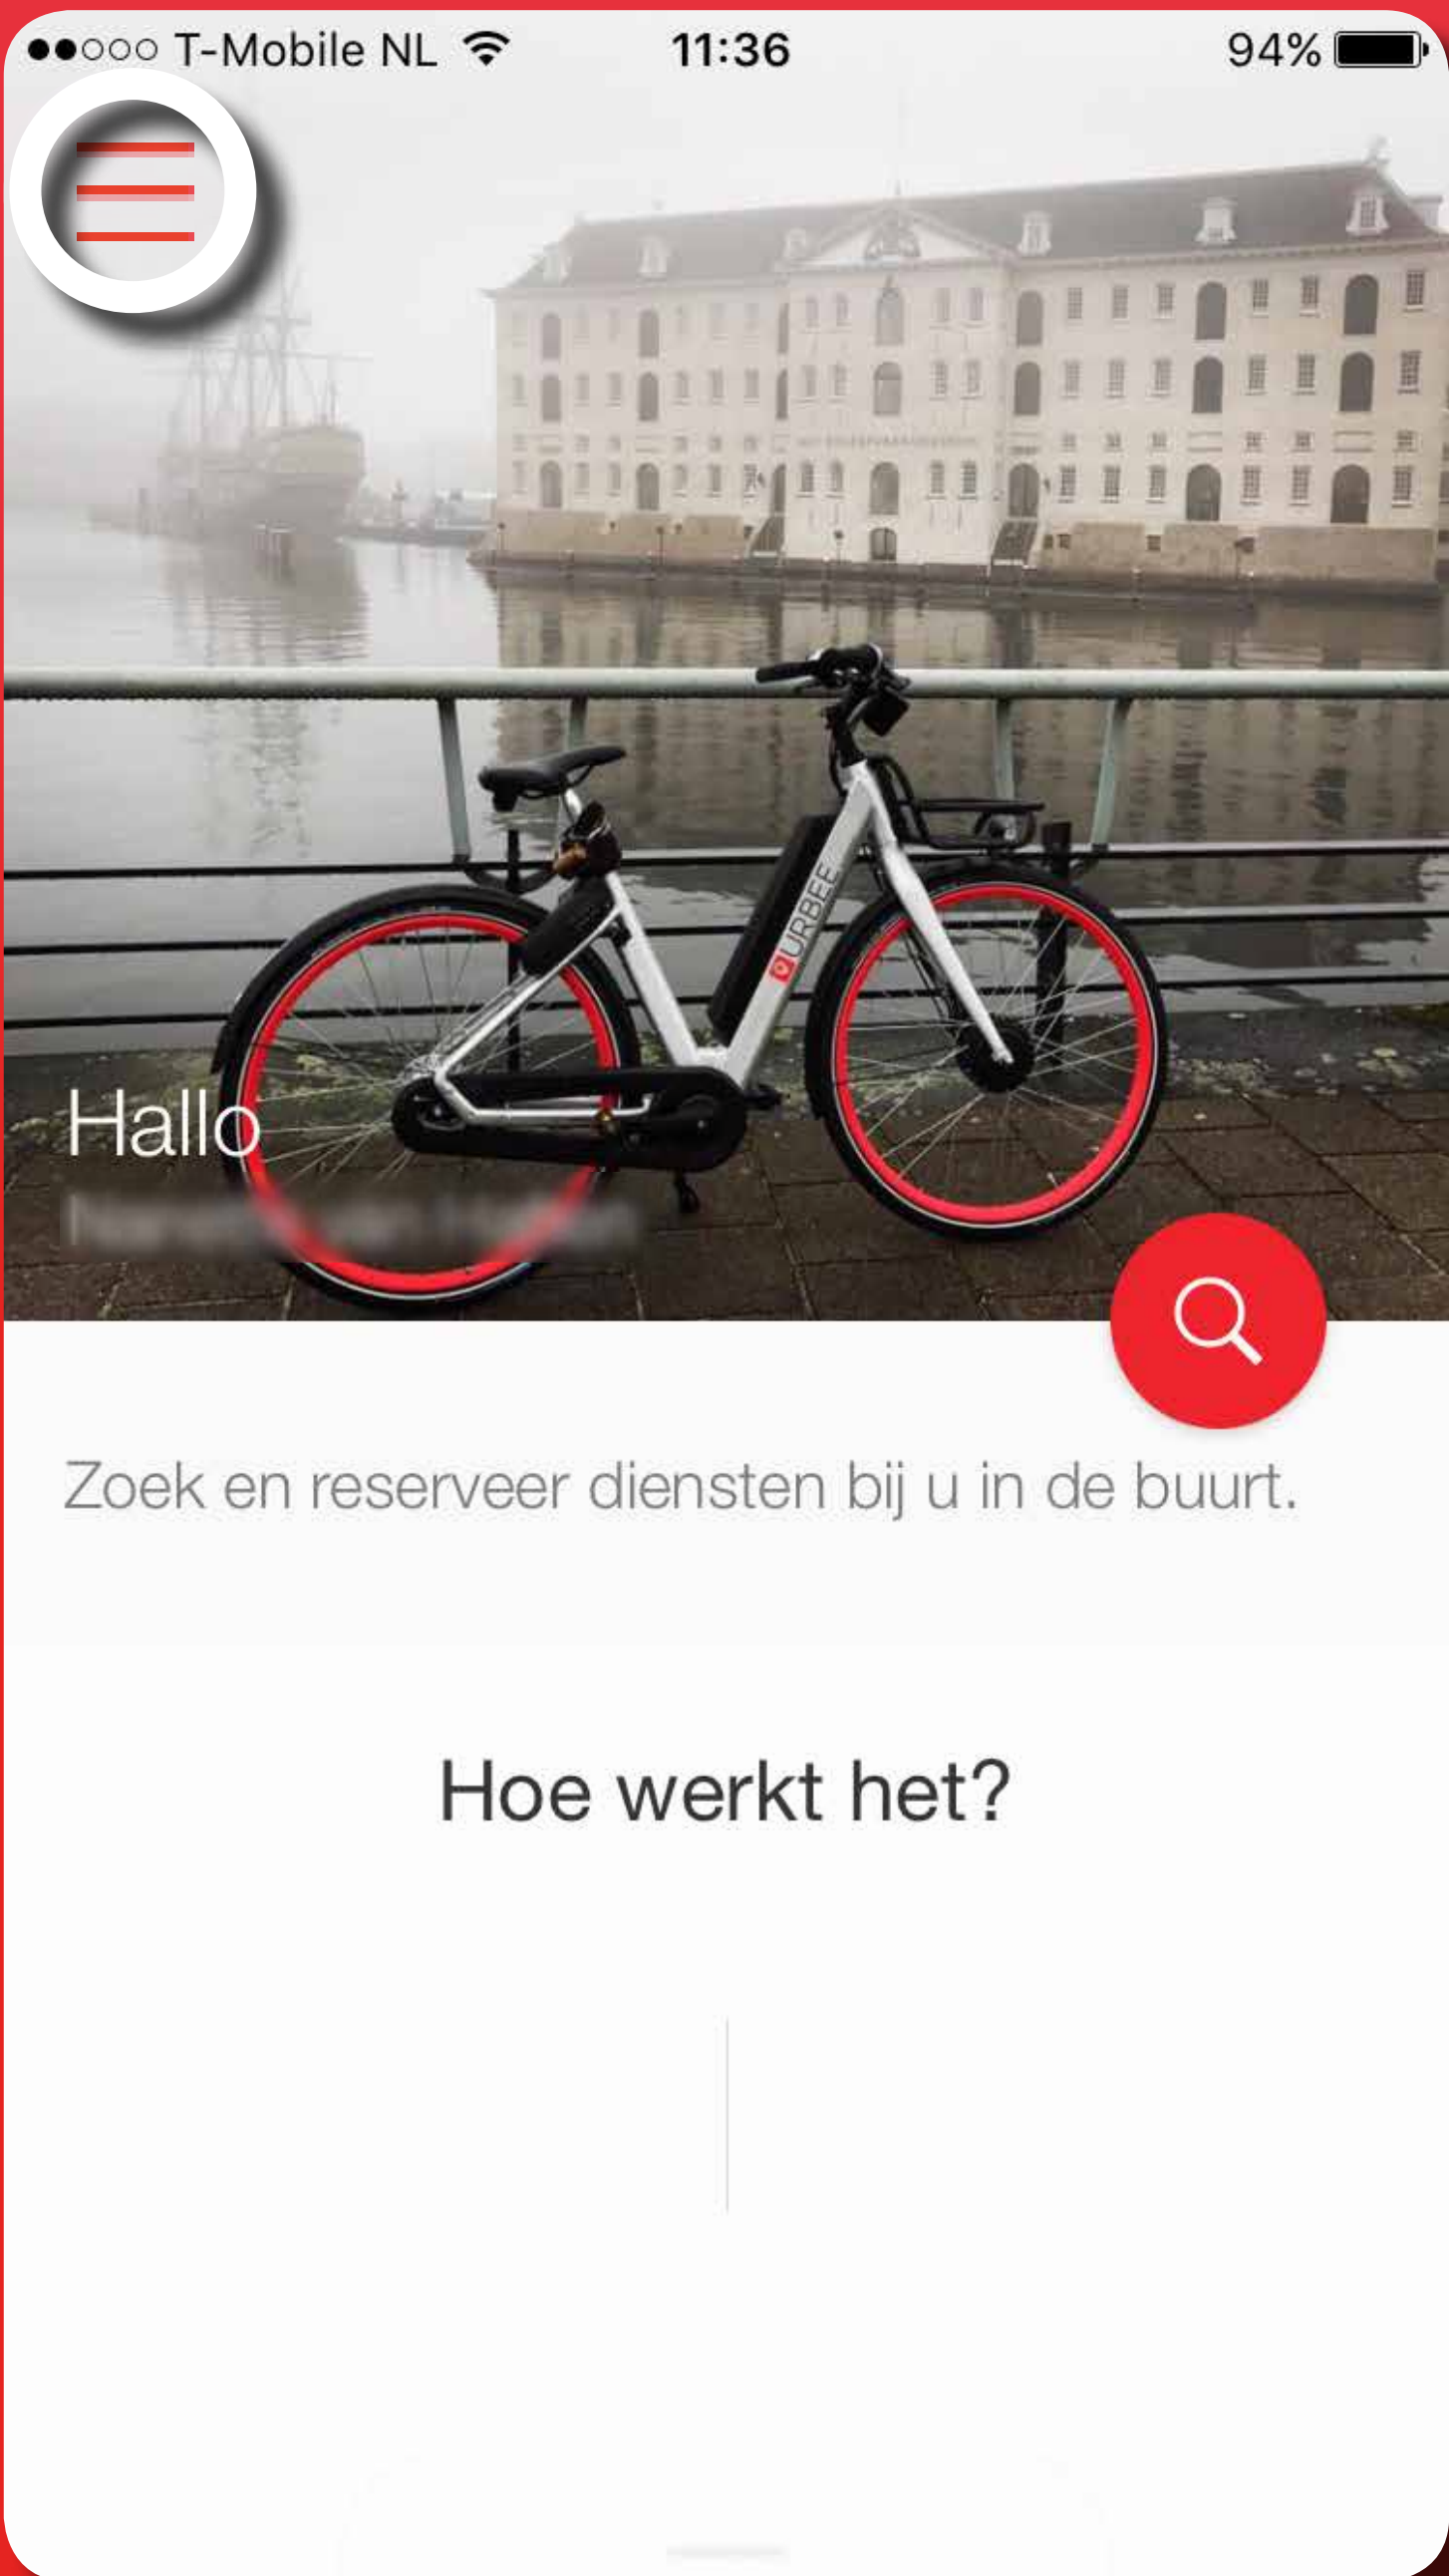 T-Mobile NL 11:36 94%
URBEE
Hallo
Zoek en reserveer diensten bij u in de buurt.
Hoe werkt het?